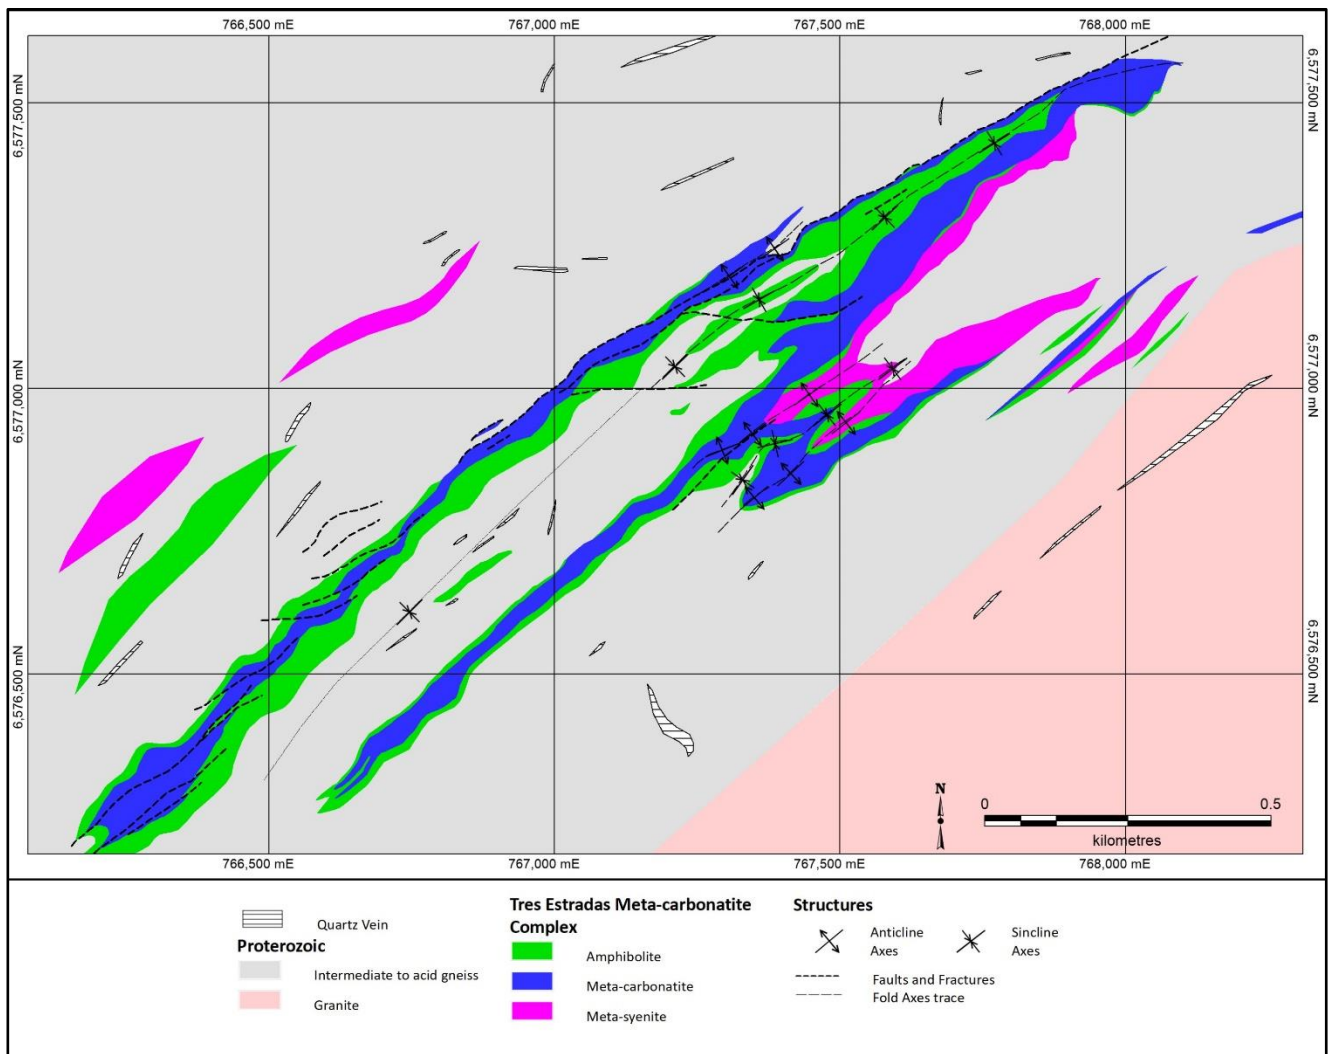 766,500 mE 767,000 mE 767,500 mE 768,000 mE
6,577,500 mN 6,577,500 mN
6,577,000 mN 6,577,000 mN
6,576,500 mN 6,576,500 mN
N
0 0.5
kilometres
766,500 mE 767,000 mE 767,500 mE 768,000 mE
Quartz Vein
Proterozoic
Intermediate to acid gneiss
Granite
Tres Estradas Meta-carbonatite
Complex
Amphibolite
Meta-carbonatite
Meta-syenite
Structures
Anticline
Axes
Sincline
Axes
Faults and Fractures
Fold Axes trace